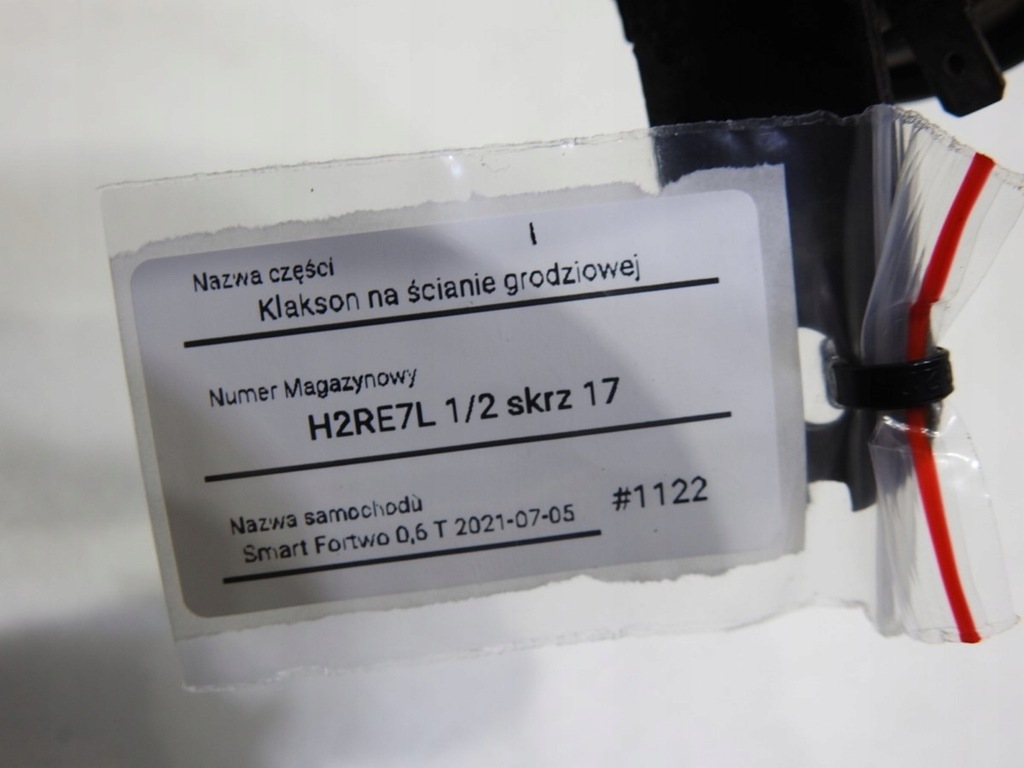 Nazwa części
Klakson na ścianie grodziowej
Numer Magazynowy
H2RE7L 1/2 skrz 17
Nazwa samochodu
#1122
Smart Fortwo 0,6 T 2021-07-05